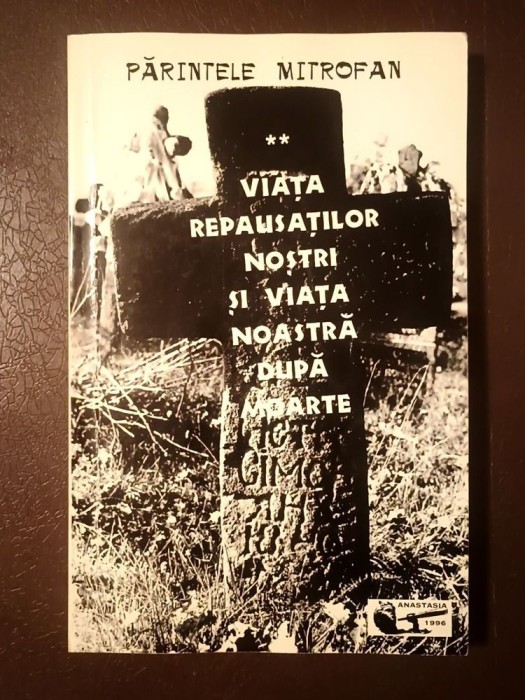 PĂRINTELE MITROFAN
**
VIAȚA
REPAUSAȚILOR
NOȘTRI
ȘI VIAȚA
NOASTRĂ
DUPĂ
MOARTE
ANASTASIA
1996